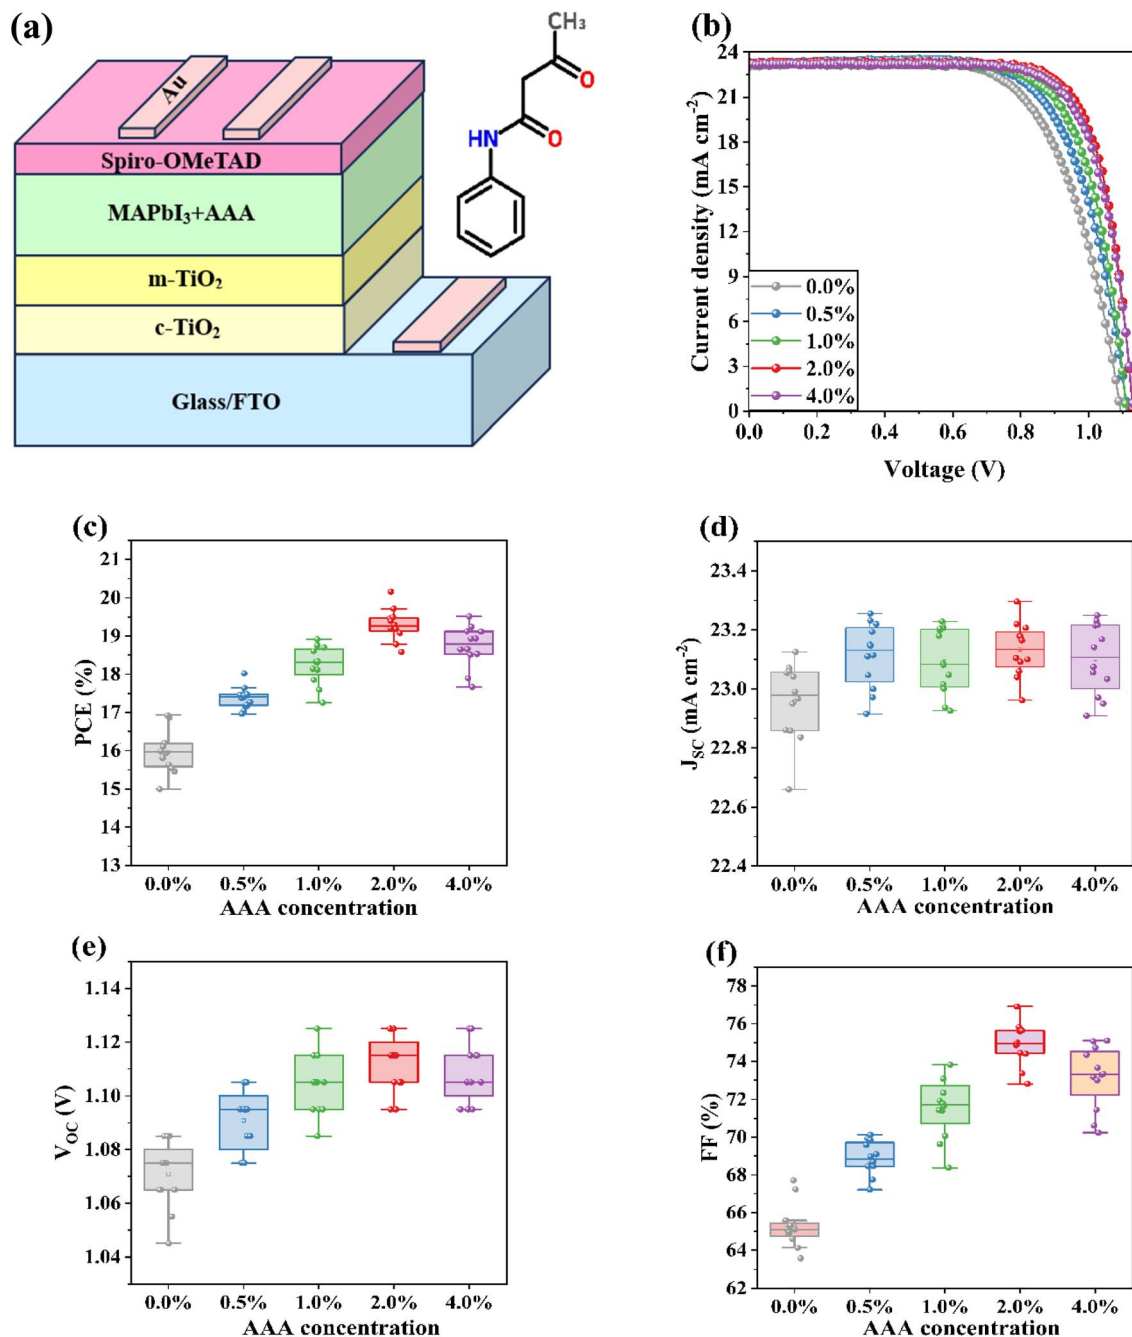 (a)
Au
Spiro-OMeTAD
MAPbI₃+AAA
m-TiO₂
c-TiO₂
Glass/FTO
CH₃
O
HN
O
(b)
Current density (mA cm⁻²)
24
21
18
15
12
9
6
3
0
0.0%
0.5%
1.0%
2.0%
4.0%
0.0 0.2 0.4 0.6 0.8 1.0
Voltage (V)
(c)
PCE (%)
21
20
19
18
17
16
15
14
13
0.0% 0.5% 1.0% 2.0% 4.0%
AAA concentration
(d)
J_SC (mA cm⁻²)
23.4
23.2
23.0
22.8
22.6
22.4
0.0% 0.5% 1.0% 2.0% 4.0%
AAA concentration
(e)
V_OC (V)
1.14
1.12
1.10
1.08
1.06
1.04
0.0% 0.5% 1.0% 2.0% 4.0%
AAA concentration
(f)
FF (%)
78
76
74
72
70
68
66
64
62
0.0% 0.5% 1.0% 2.0% 4.0%
AAA concentration